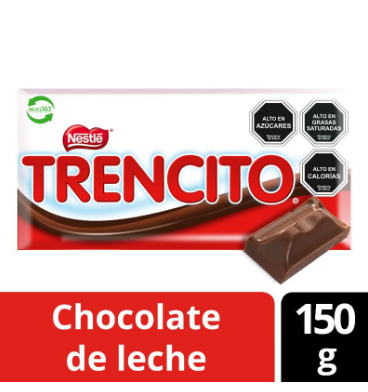 Nestlé
TRENCITO
ALTO EN
AZÚCARES
ALTO EN
GRASAS
SATURADAS
ALTO EN
CALORÍAS
Chocolate
de leche
150
g